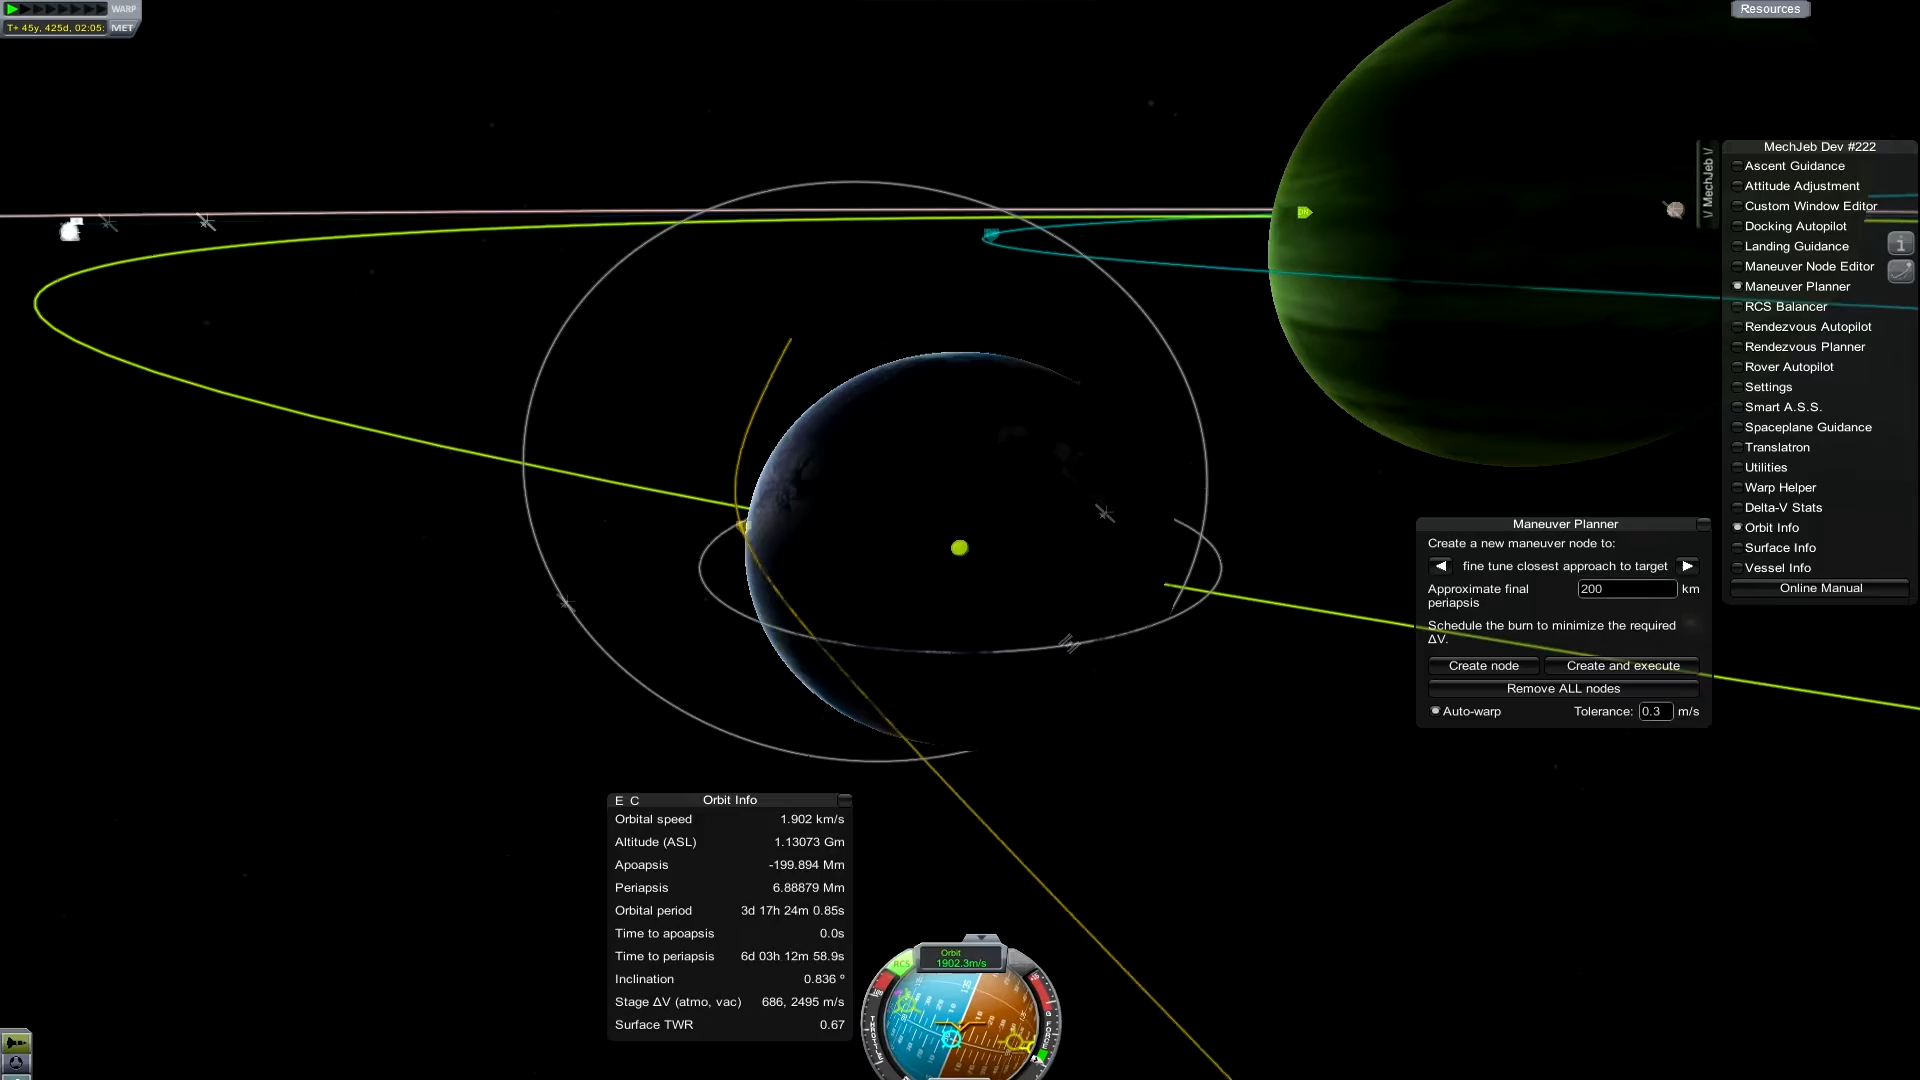 WARP
T+ 45y, 425d, 02:05:
MET
Resources
DN
V MechJeb V
MechJeb Dev #222
Ascent Guidance
Attitude Adjustment
Custom Window Editor
Docking Autopilot
Landing Guidance
Maneuver Node Editor
Maneuver Planner
RCS Balancer
Rendezvous Autopilot
Rendezvous Planner
Rover Autopilot
Settings
Smart A.S.S.
Spaceplane Guidance
Translatron
Utilities
Warp Helper
Delta-V Stats
Orbit Info
Surface Info
Vessel Info
Online Manual
Maneuver Planner
Create a new maneuver node to:
fine tune closest approach to target
Approximate final periapsis 200 km
Schedule the burn to minimize the required
ΔV.
Create node Create and execute
Remove ALL nodes
Auto-warp Tolerance: 0.3 m/s
E C Orbit Info
Orbital speed 1.902 km/s
Altitude (ASL) 1.13073 Gm
Apoapsis -199.894 Mm
Periapsis 6.88879 Mm
Orbital period 3d 17h 24m 0.85s
Time to apoapsis 0.0s
Time to periapsis 6d 03h 12m 58.9s
Inclination 0.836 º
Stage ΔV (atmo, vac) 686, 2495 m/s
Surface TWR 0.67
Orbit
1902.3m/s
RCS